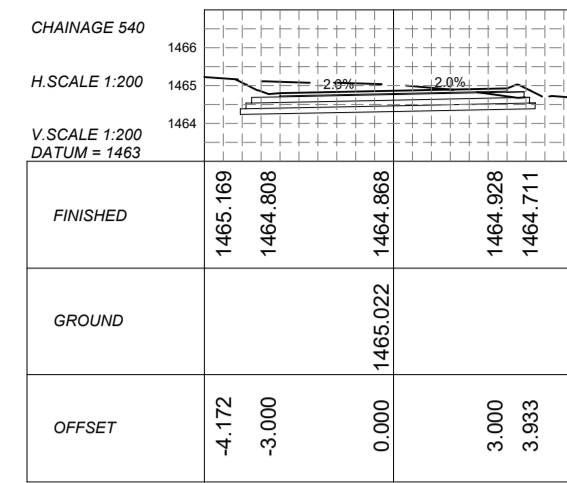 CHAINAGE 540
1466
H.SCALE 1:200
1465
2.0% 2.0%
1464
V.SCALE 1:200
DATUM = 1463
FINISHED 1465.169 1464.808 1464.868 1464.928 1464.711
GROUND 1465.022
OFFSET -4.172 -3.000 0.000 3.000 3.933